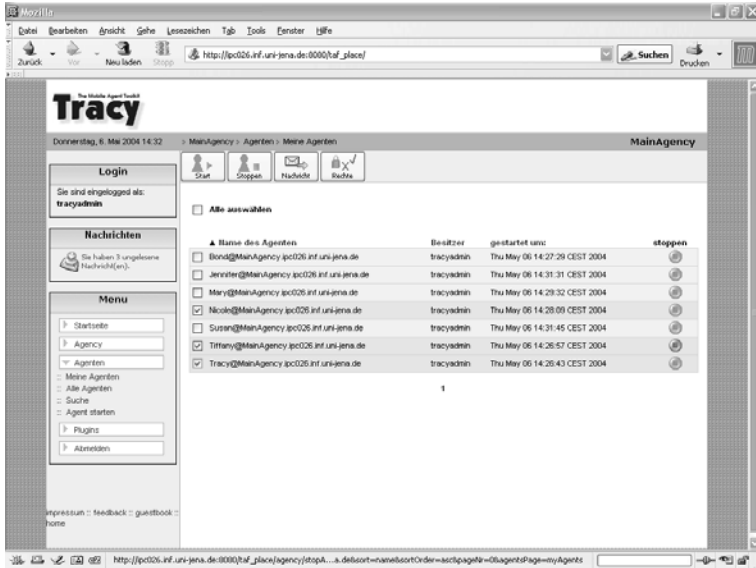 Mozilla
Datei Bearbeiten Ansicht Gehe Lesezeichen Tab Tools Fenster Hilfe
Zurück Vor Neu laden Stopp http://ipc026.inf.uni-jena.de:8080/taf_place/ Suchen Drucken
The Mobile Agent Toolkit
Tracy
Donnerstag, 6. Mai 2004 14:32 > MainAgency > Agenten > Meine Agenten MainAgency
Start Stoppen Nachricht Rechte
Login
Sie sind eingelogged als:
tracyadmin
Alle auswählen
Nachrichten
Sie haben 3 ungelesene
Nachricht(en).
▲ Name des Agenten Besitzer gestartet um: stoppen
Bond@MainAgency.ipc026.inf.uni-jena.de tracyadmin Thu May 06 14:27:29 CEST 2004
Jennifer@MainAgency.ipc026.inf.uni-jena.de tracyadmin Thu May 06 14:31:31 CEST 2004
Mary@MainAgency.ipc026.inf.uni-jena.de tracyadmin Thu May 06 14:29:32 CEST 2004
Nicole@MainAgency.ipc026.inf.uni-jena.de tracyadmin Thu May 06 14:28:09 CEST 2004
Susan@MainAgency.ipc026.inf.uni-jena.de tracyadmin Thu May 06 14:31:45 CEST 2004
Tiffany@MainAgency.ipc026.inf.uni-jena.de tracyadmin Thu May 06 14:26:57 CEST 2004
Tracy@MainAgency.ipc026.inf.uni-jena.de tracyadmin Thu May 06 14:26:43 CEST 2004
1
Menu
Startseite
Agency
Agenten
:: Meine Agenten
:: Alle Agenten
:: Suche
:: Agent starten
Plugins
Abmelden
impressum :: feedback :: guestbook ::
home
http://ipc026.inf.uni-jena.de:8080/taf_place/agency/stopA...a.de&sort=name&sortOrder=asc&pageNr=0&agentsPage=myAgents